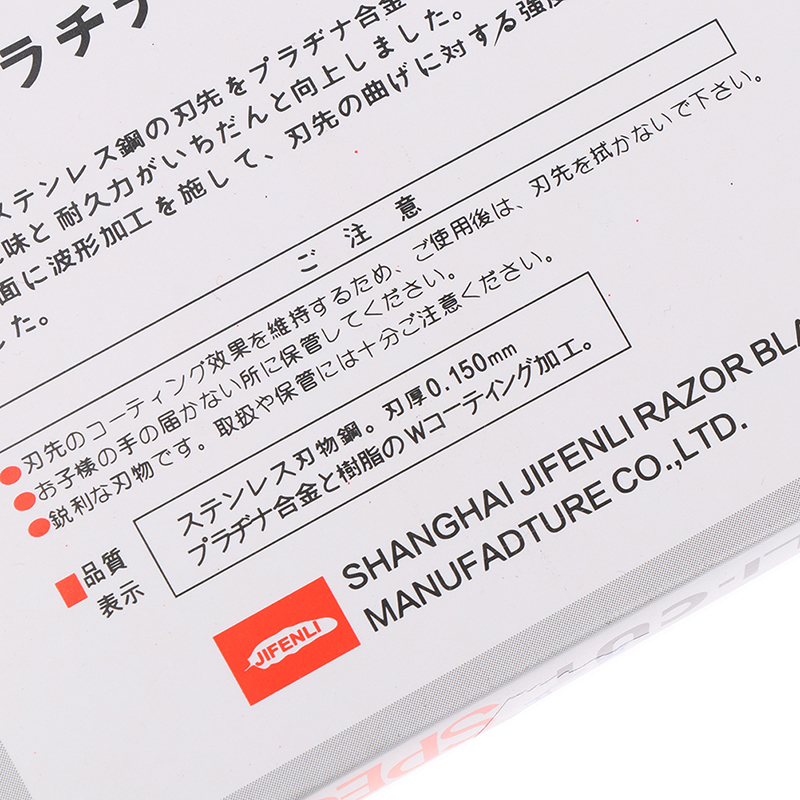 ラチナ
ステンレス鋼の刃先をプラヂナ合金
味と耐久力がいちだんと向上しました。
面に波形加工を施して、刃先の曲げに対する強度
した。
ご注意
刃先のコーティング効果を維持するため、ご使用後は、刃先を拭かないで下さい。
お子様の手の届かない所に保管してください。
鋭利な刃物です。取扱や保管には十分ご注意ください。
品質
表示
ステンレス刃物鋼。刃厚0.150mm
プラヂナ合金と樹脂のWコーティング加工。
JIFENLI
SHANGHAI JIFENLI RAZOR BLA
MANUFADTURE CO.,LTD.
SPEC